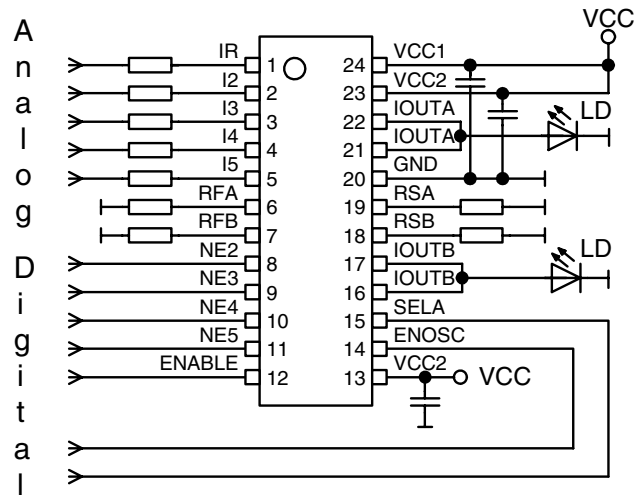 Analog
Digital
VCC
IR 1 24 VCC1
I2 2 23 VCC2
I3 3 22 IOUTA
I4 4 21 IOUTA LD
I5 5 20 GND
RFA 6 19 RSA
RFB 7 18 RSB
NE2 8 17 IOUTB LD
NE3 9 16 IOUTB
NE4 10 15 SELA
NE5 11 14 ENOSC
ENABLE 12 13 VCC2 VCC